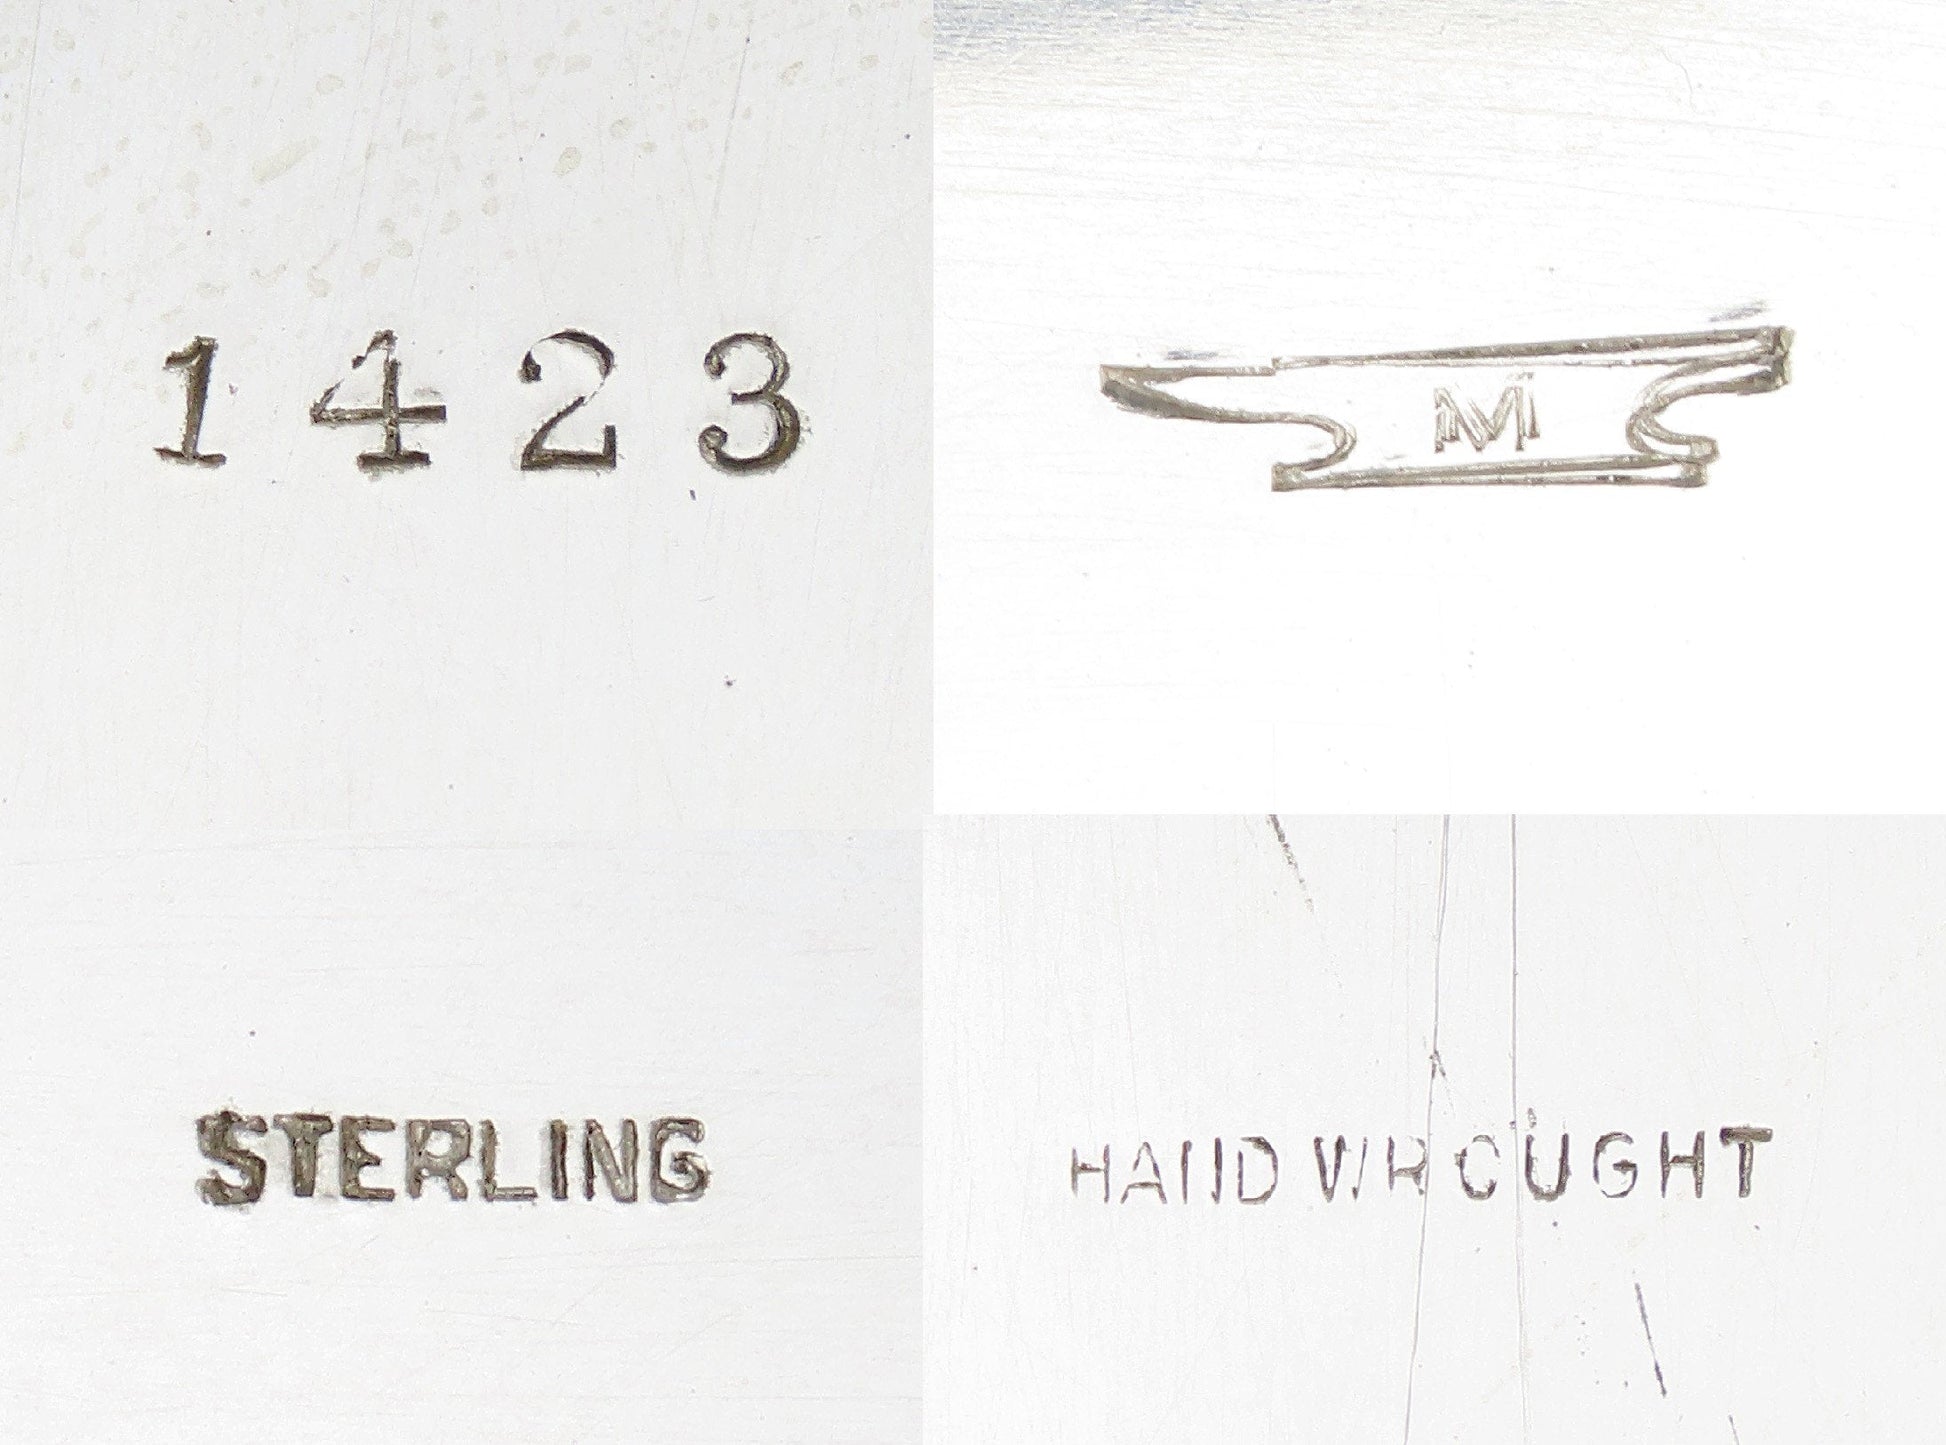 1423
M
STERLING
HAND WROUGHT